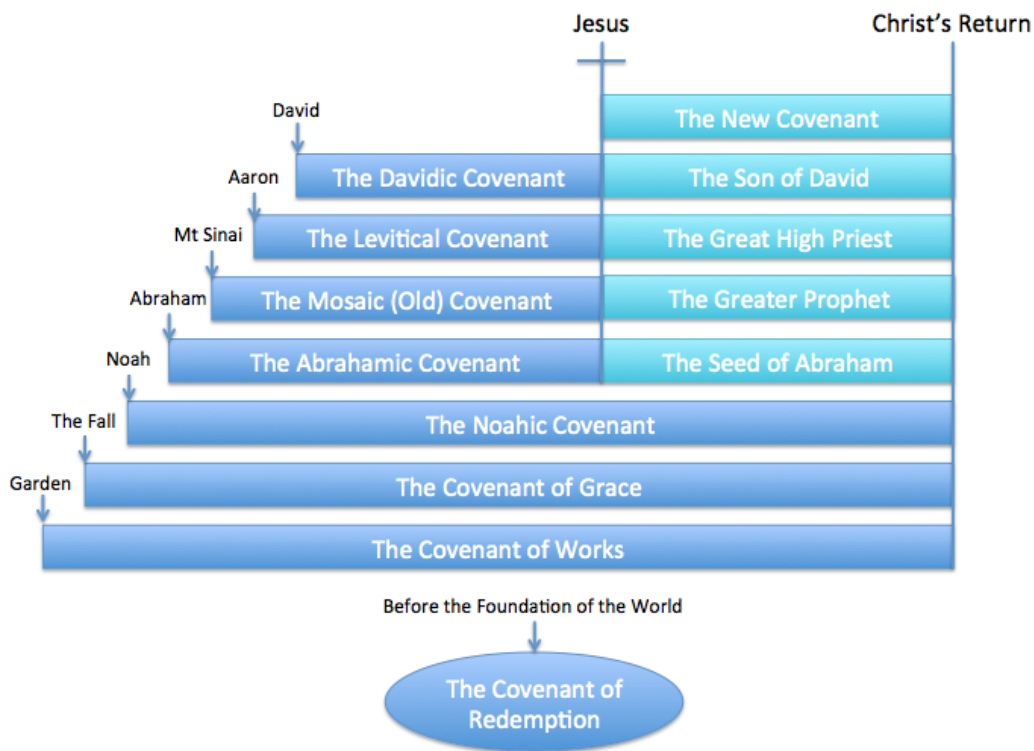 Jesus
Christ's Return
The New Covenant
David
The Davidic Covenant
The Son of David
Aaron
The Levitical Covenant
The Great High Priest
Mt Sinai
The Mosaic (Old) Covenant
The Greater Prophet
Abraham
The Abrahamic Covenant
The Seed of Abraham
Noah
The Noahic Covenant
The Fall
The Covenant of Grace
Garden
The Covenant of Works
Before the Foundation of the World
The Covenant of
Redemption